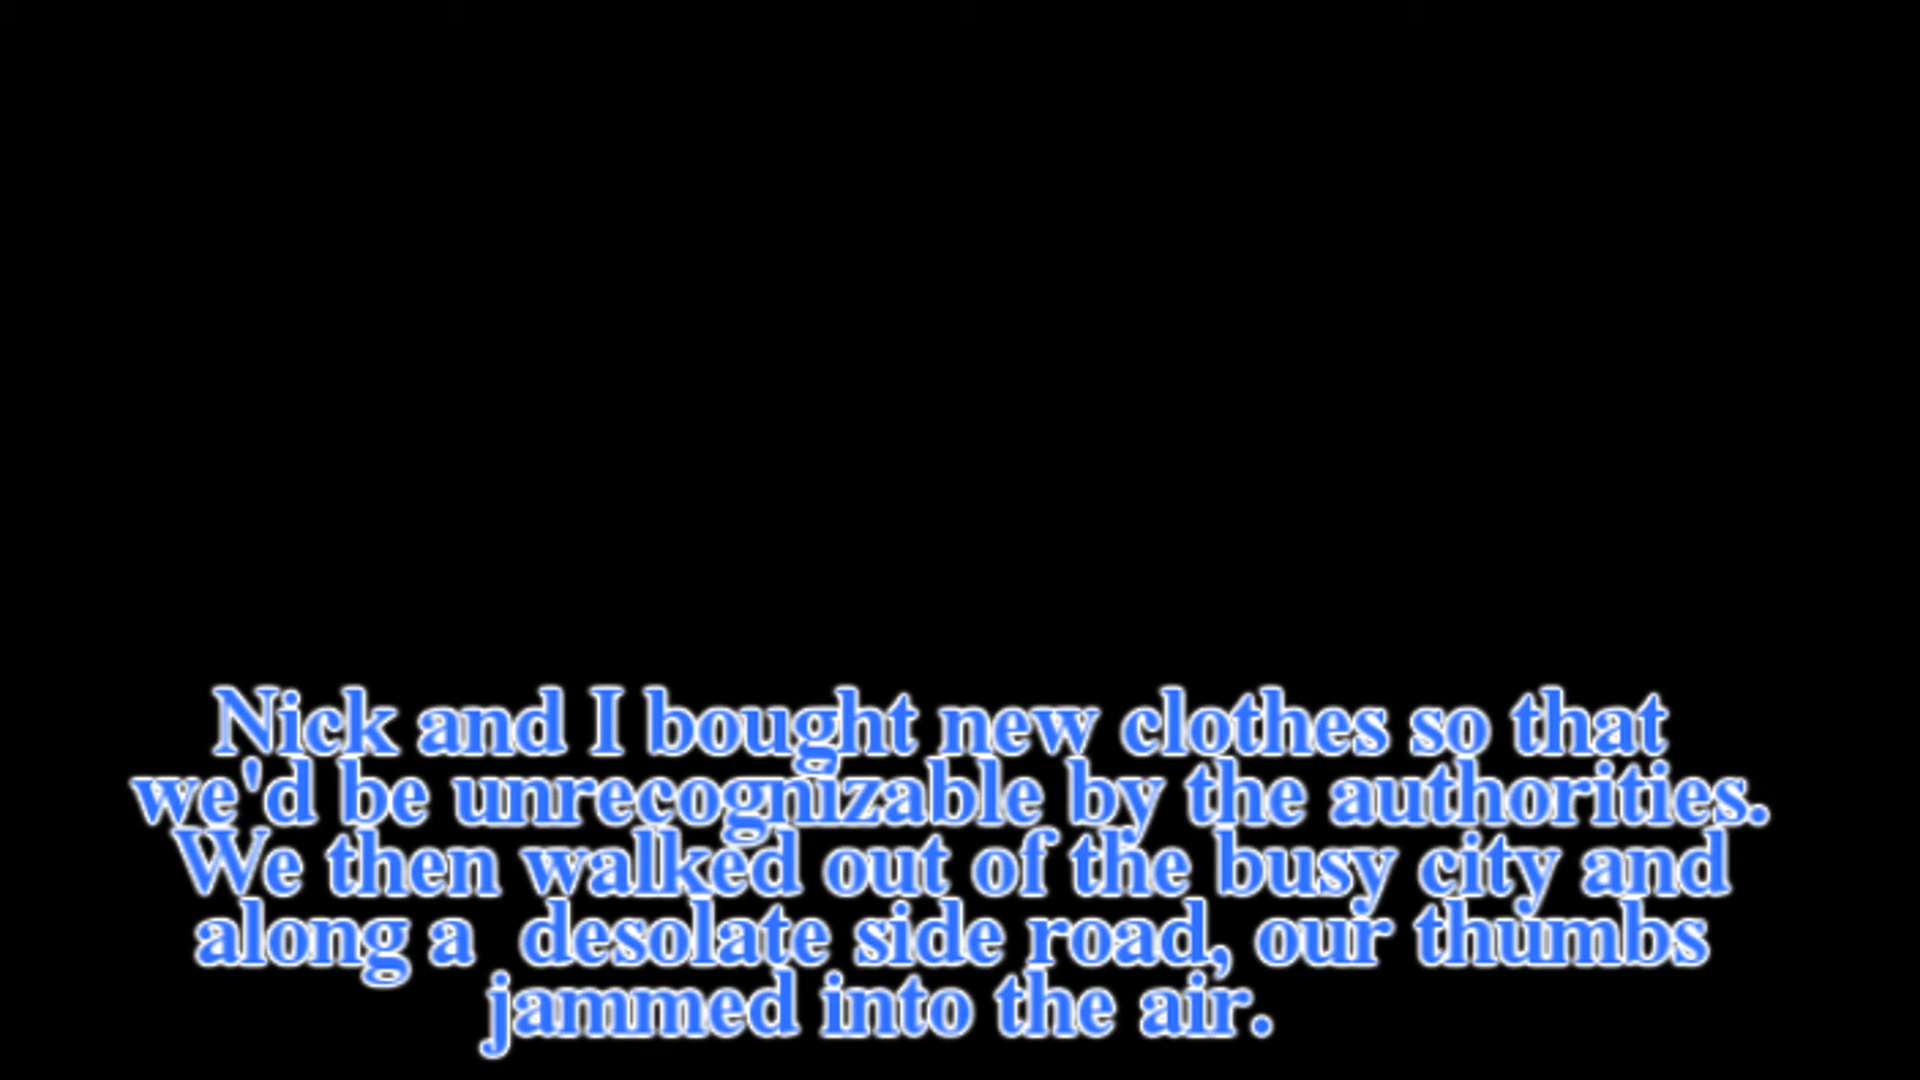 Nick and I bought new clothes so that
we'd be unrecognizable by the authorities.
We then walked out of the busy city and
along a  desolate side road, our thumbs
jammed into the air.